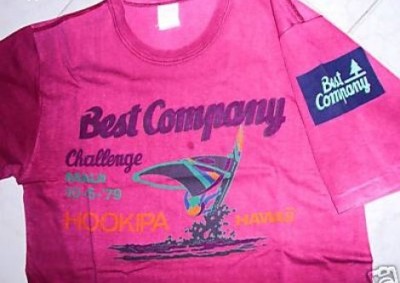 Best Company
Challenge
MAUI
HOOKIPA HAWAII
Best
Company